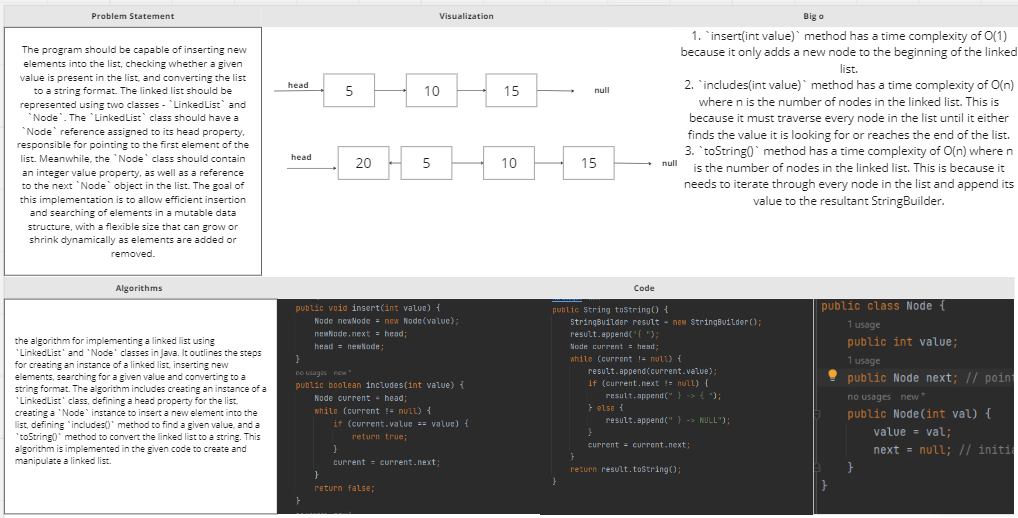 Problem Statement
Visualization
Big o
The program should be capable of inserting new
elements into the list, checking whether a given
value is present in the list, and converting the list
to a string format. The linked list should be
represented using two classes - `LinkedList` and
`Node`. The `LinkedList` class should have a
`Node` reference assigned to its head property,
responsible for pointing to the first element of the
list. Meanwhile, the `Node` class should contain
an integer value property, as well as a reference
to the next `Node` object in the list. The goal of
this implementation is to allow efficient insertion
and searching of elements in a mutable data
structure, with a flexible size that can grow or
shrink dynamically as elements are added or
removed.
head
5
10
15
null
head
20
5
10
15
null
1. `insert(int value)` method has a time complexity of O(1)
because it only adds a new node to the beginning of the linked
list.
2. `includes(int value)` method has a time complexity of O(n)
where n is the number of nodes in the linked list. This is
because it must traverse every node in the list until it either
finds the value it is looking for or reaches the end of the list.
3. `toString()` method has a time complexity of O(n) where n
is the number of nodes in the linked list. This is because it
needs to iterate through every node in the list and append its
value to the resultant StringBuilder.
Algorithms
Code
the algorithm for implementing a linked list using
`LinkedList` and `Node` classes in Java. It outlines the steps
for creating an instance of a linked list, inserting new
elements, searching for a given value and converting to a
string format. The algorithm includes creating an instance of a
`LinkedList` class, defining a head property for the list,
creating a `Node` instance to insert a new element into the
list, defining `includes()` method to find a given value, and a
`toString()` method to convert the linked list to a string. This
algorithm is implemented in the given code to create and
manipulate a linked list.
public void insert(int value) {
Node newNode = new Node(value);
newNode.next = head;
head = newNode;
}
no usages new *
public boolean includes(int value) {
Node current = head;
while (current != null) {
if (current.value == value) {
return true;
}
current = current.next;
}
return false;
}
public String toString() {
StringBuilder result = new StringBuilder();
result.append("{ ");
Node current = head;
while (current != null) {
result.append(current.value);
if (current.next != null) {
result.append(" } -> { ");
} else {
result.append(" } -> NULL");
}
current = current.next;
}
return result.toString();
}
public class Node {
1 usage
public int value;
1 usage
public Node next; // point
no usages new *
public Node(int val) {
value = val;
next = null; // initia
}
}